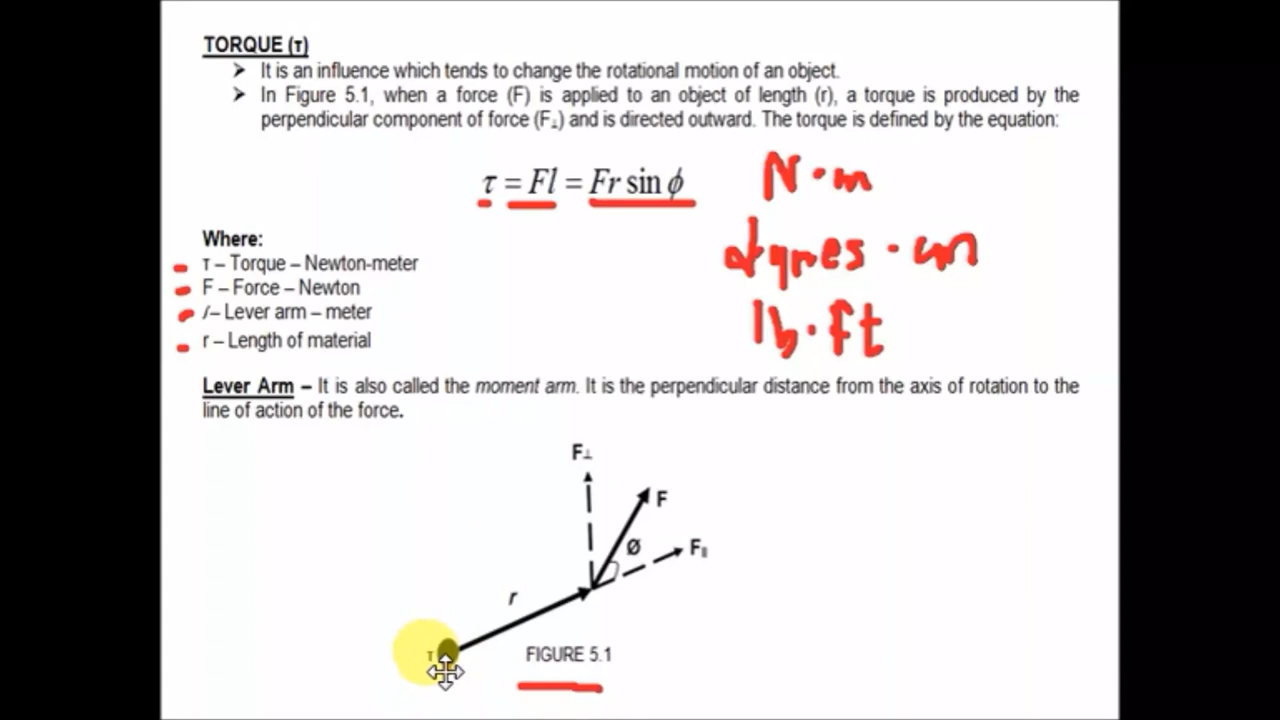 TORQUE (τ)
➤ It is an influence which tends to change the rotational motion of an object.
➤ In Figure 5.1, when a force (F) is applied to an object of length (r), a torque is produced by the
perpendicular component of force (F⊥) and is directed outward. The torque is defined by the equation:
τ = Fl = Fr sin ϕ
N·m
dynes·cm
lb·ft
Where:
τ – Torque – Newton-meter
F – Force – Newton
l – Lever arm – meter
r – Length of material
Lever Arm – It is also called the moment arm. It is the perpendicular distance from the axis of rotation to the
line of action of the force.
F⊥
F
Ø
F||
r
τ
FIGURE 5.1